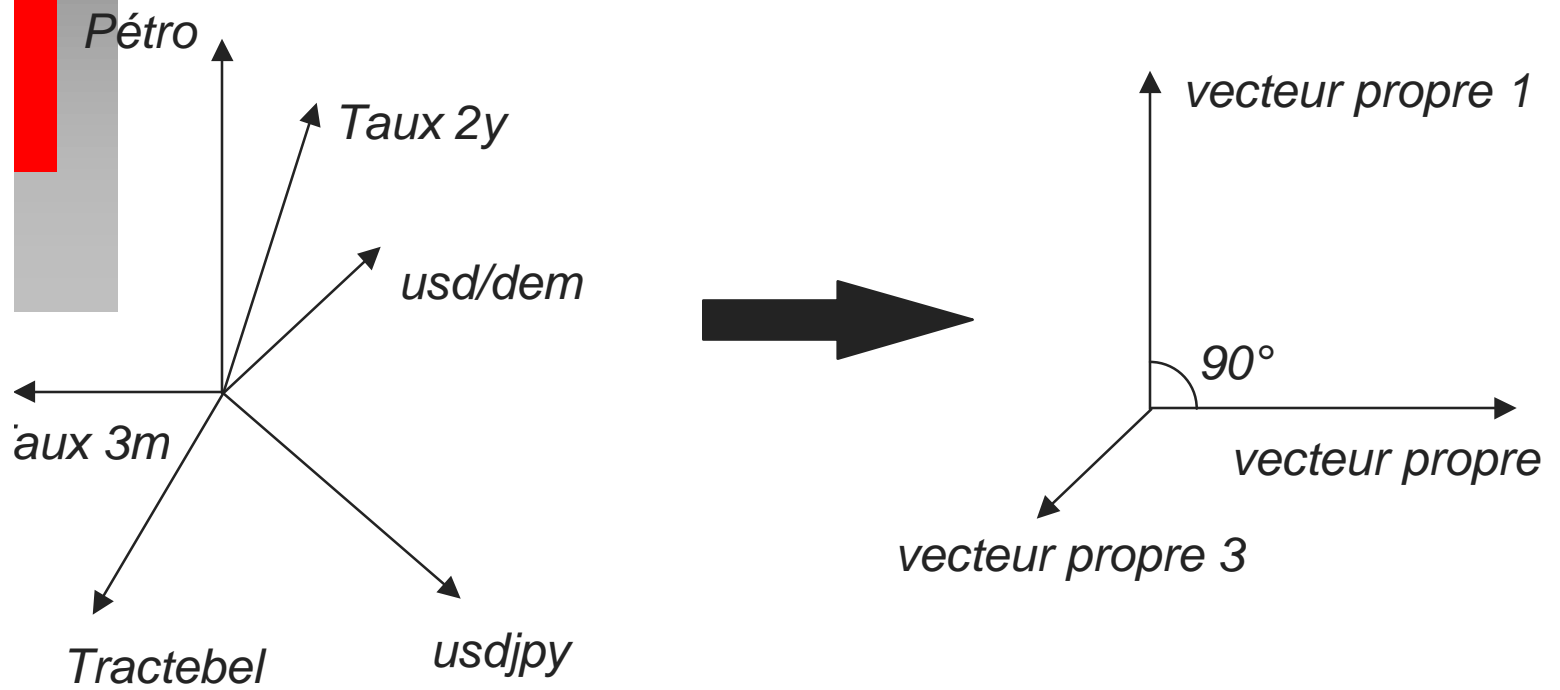 Pétro
Taux 2y
usd/dem
aux 3m
Tractebel
usdjpy
vecteur propre 1
90°
vecteur propre
vecteur propre 3